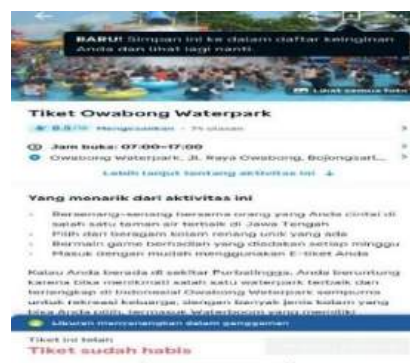 BARU! Simpan ini ke dalam daftar keinginan
Anda dan lihat lagi nanti.
Lihat semua foto
Tiket Owabong Waterpark
Mengesankan
Jam buka: 07:00-17:00
Owabong Waterpark, Jl. Raya Owabong, Bojongsari,...
Lebih lanjut tentang aktivitas ini ↓
Yang menarik dari aktivitas ini
Bersenang-senang bersama orang yang Anda cintai di
salah satu taman air terbaik di Jawa Tengah
Pilih dari beragam kolam renang unik yang ada
Bermain game berhadiah yang diadakan setiap minggu
Masuk dengan mudah menggunakan E-tiket Anda
Kalau Anda berada di sekitar Purbalingga, Anda beruntung
karena bisa menikmati salah satu waterpark terbaik dan
terlengkap di Indonesia! Owabong Waterpark sempurna
untuk rekreasi keluarga, dengan banyak jenis kolam yang
bisa Anda pilih, termasuk Waterboom yang memiliki
Liburan menyenangkan dalam genggaman
Tiket ini telah
Tiket sudah habis